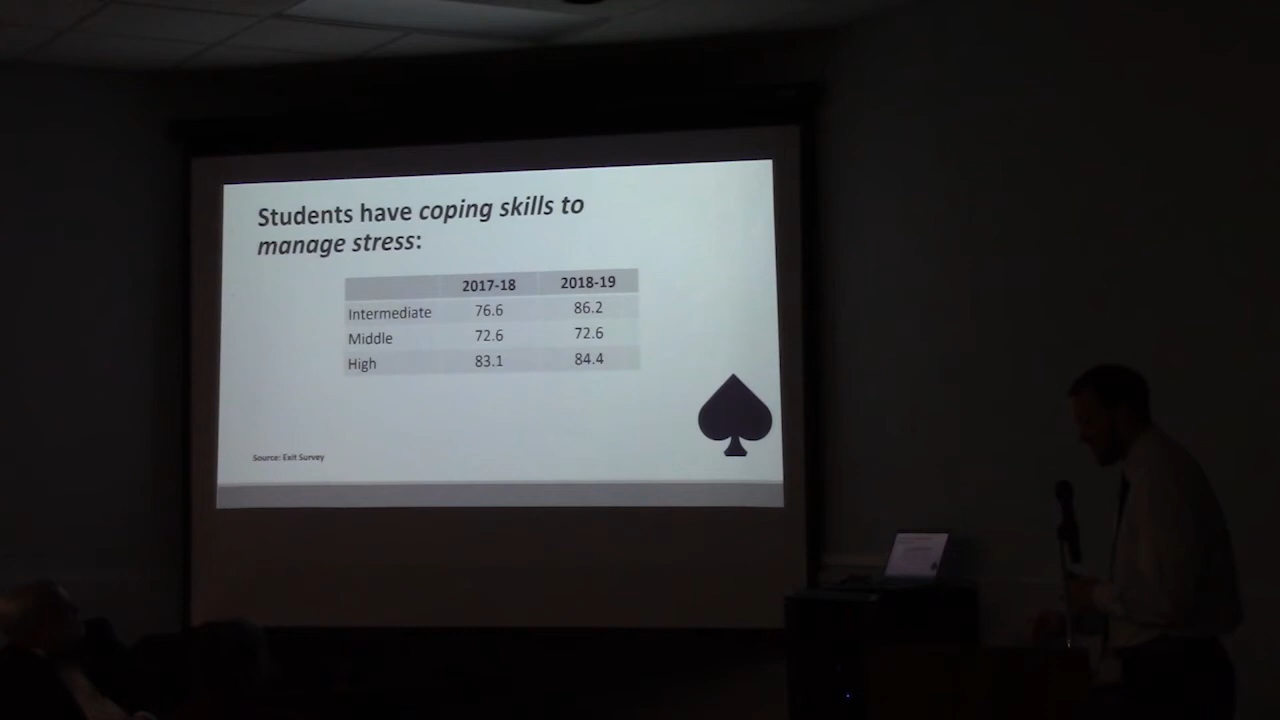 Students have coping skills to
manage stress:
2017-18 2018-19
Intermediate 76.6 86.2
Middle 72.6 72.6
High 83.1 84.4
Source: Exit Survey